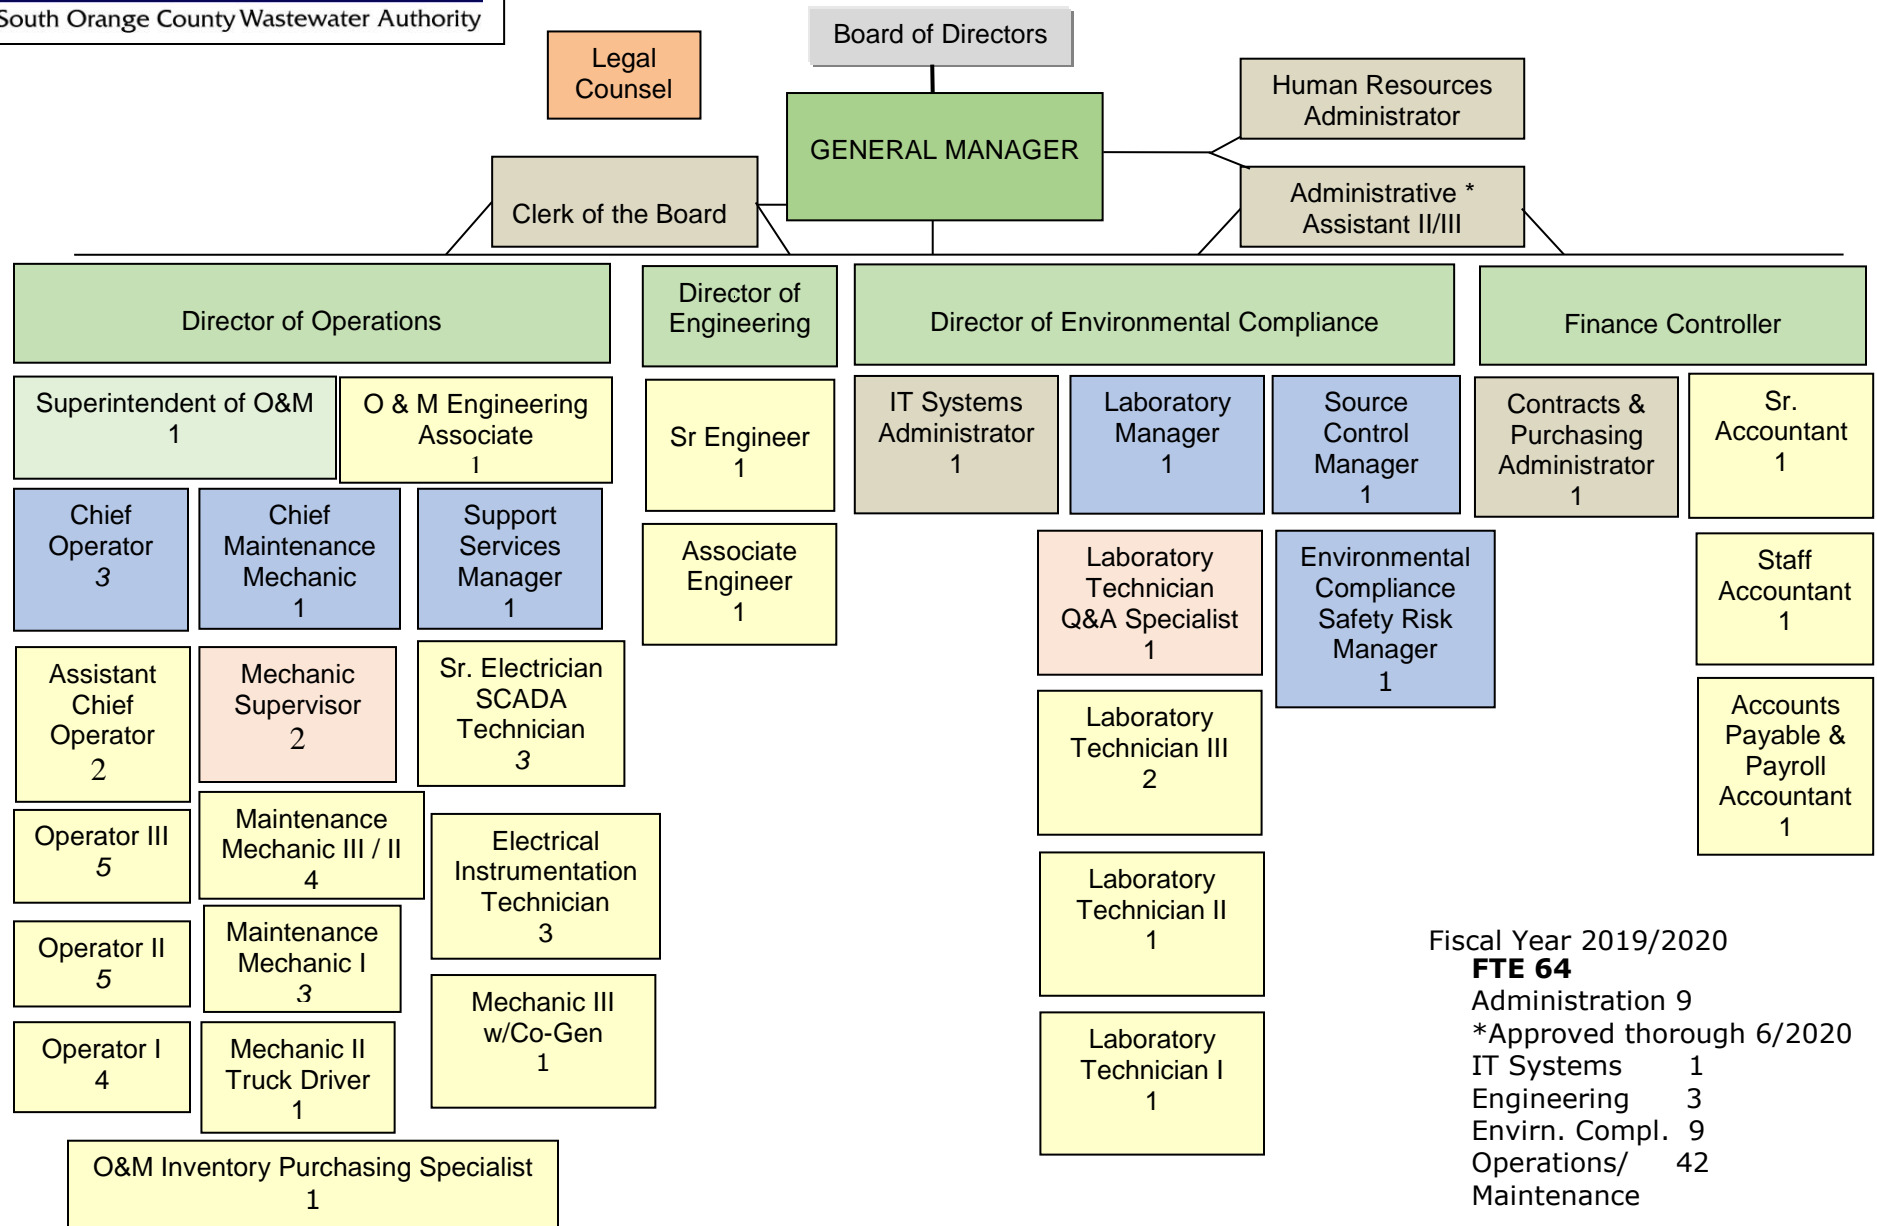 South Orange County Wastewater Authority
Board of Directors
Legal
Counsel
GENERAL MANAGER
Human Resources
Administrator
Clerk of the Board
Administrative *
Assistant II/III
Director of Operations
Director of
Engineering
Director of Environmental Compliance
Finance Controller
Superintendent of O&M
1
O & M Engineering
Associate
1
Chief
Operator
3
Chief
Maintenance
Mechanic
1
Support
Services
Manager
1
Assistant
Chief
Operator
2
Mechanic
Supervisor
2
Sr. Electrician
SCADA
Technician
3
Operator III
5
Maintenance
Mechanic III / II
4
Electrical
Instrumentation
Technician
3
Operator II
5
Maintenance
Mechanic I
3
Mechanic III
w/Co-Gen
1
Operator I
4
Mechanic II
Truck Driver
1
O&M Inventory Purchasing Specialist
1
Sr Engineer
1
Associate
Engineer
1
IT Systems
Administrator
1
Laboratory
Manager
1
Source
Control
Manager
1
Laboratory
Technician
Q&A Specialist
1
Environmental
Compliance
Safety Risk
Manager
1
Laboratory
Technician III
2
Laboratory
Technician II
1
Laboratory
Technician I
1
Contracts &
Purchasing
Administrator
1
Sr.
Accountant
1
Staff
Accountant
1
Accounts
Payable &
Payroll
Accountant
1
Fiscal Year 2019/2020
FTE 64
Administration 9
*Approved thorough 6/2020
IT Systems 1
Engineering 3
Envirn. Compl. 9
Operations/ 42
Maintenance